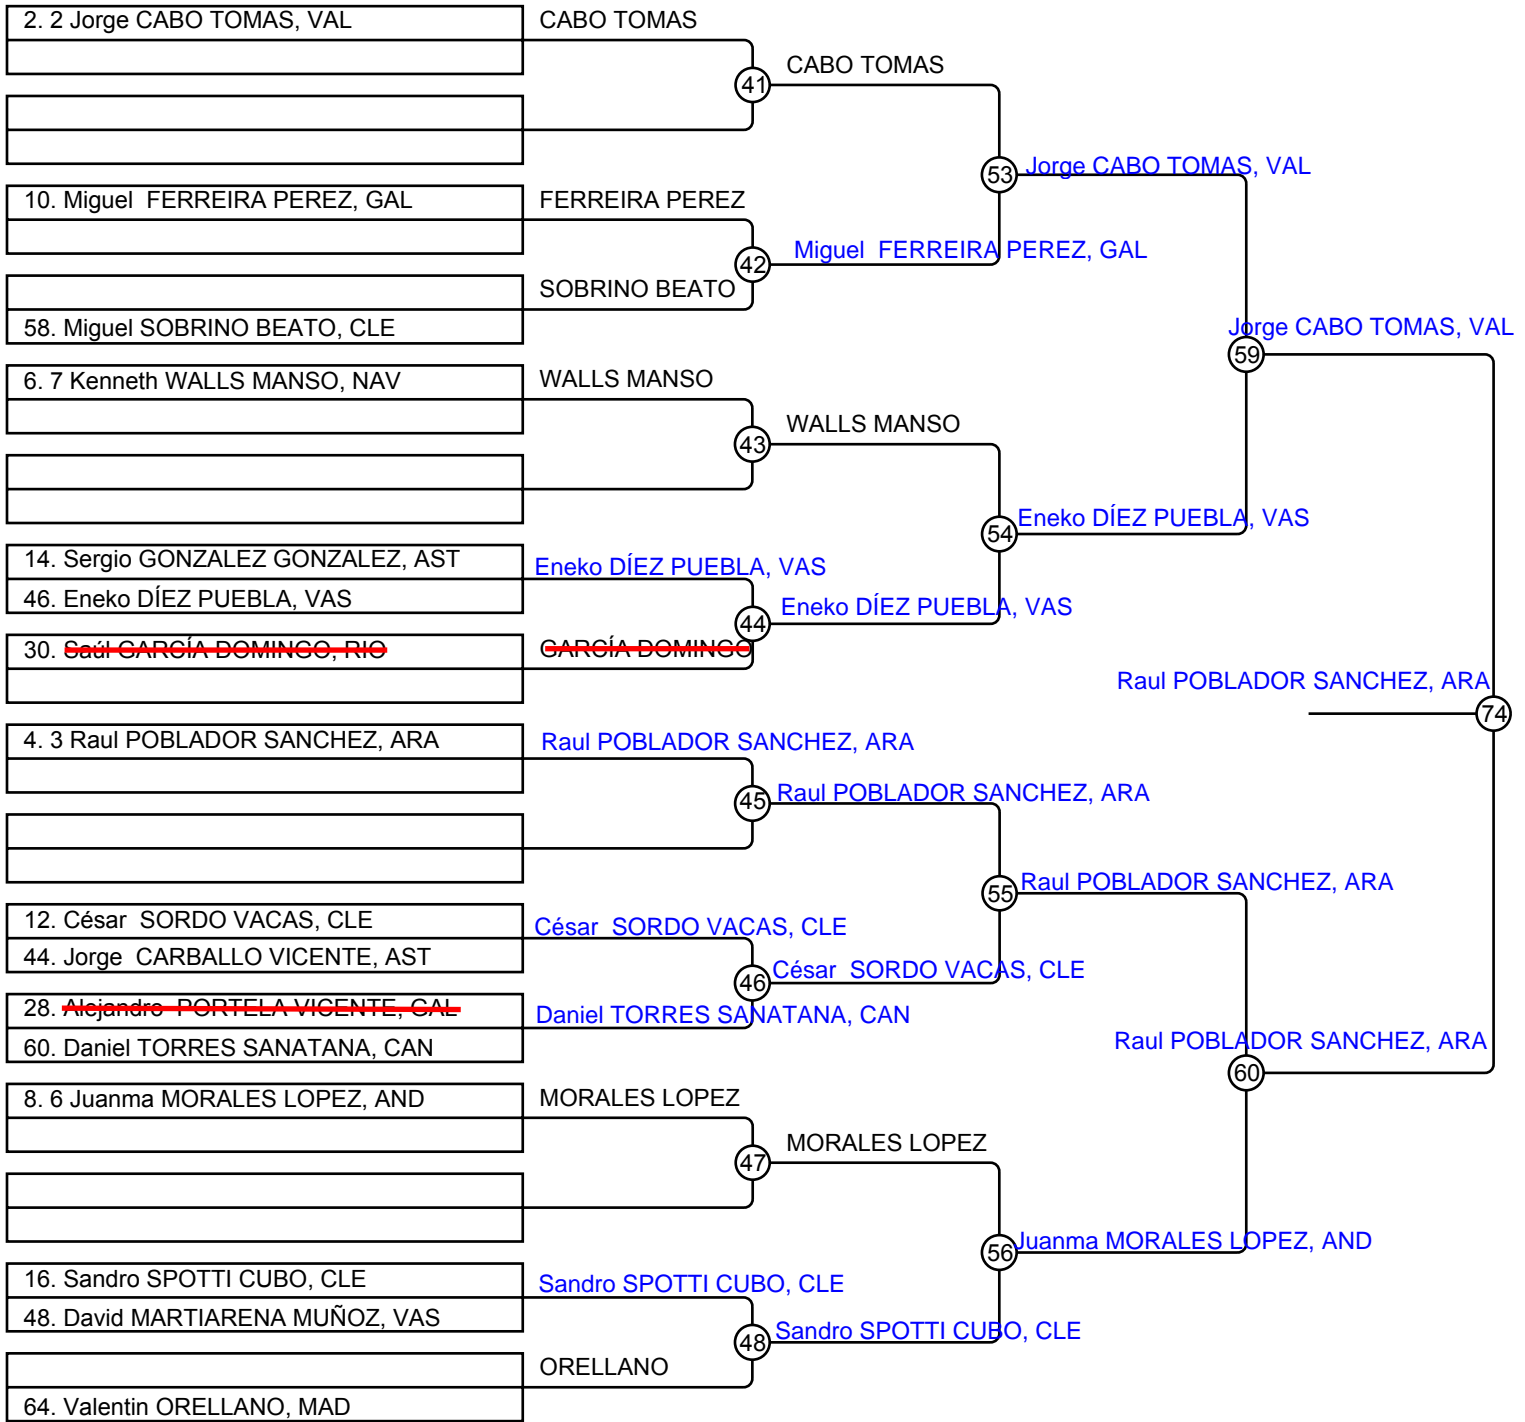 2. 2 Jorge CABO TOMAS, VAL
CABO TOMAS
41
CABO TOMAS
53
Jorge CABO TOMAS, VAL
10. Miguel  FERREIRA PEREZ, GAL
FERREIRA PEREZ
42
Miguel  FERREIRA PEREZ, GAL
SOBRINO BEATO
58. Miguel SOBRINO BEATO, CLE
59
Jorge CABO TOMAS, VAL
6. 7 Kenneth WALLS MANSO, NAV
WALLS MANSO
43
WALLS MANSO
54
Eneko DÍEZ PUEBLA, VAS
14. Sergio GONZALEZ GONZALEZ, AST
Eneko DÍEZ PUEBLA, VAS
46. Eneko DÍEZ PUEBLA, VAS
44
Eneko DÍEZ PUEBLA, VAS
30. Saúl GARCÍA DOMINGO, RIO
GARCÍA DOMINGO
Raul POBLADOR SANCHEZ, ARA
74
4. 3 Raul POBLADOR SANCHEZ, ARA
Raul POBLADOR SANCHEZ, ARA
45
Raul POBLADOR SANCHEZ, ARA
55
Raul POBLADOR SANCHEZ, ARA
12. César  SORDO VACAS, CLE
César  SORDO VACAS, CLE
44. Jorge  CARBALLO VICENTE, AST
46
César  SORDO VACAS, CLE
28. Alejandro  PORTELA VICENTE, GAL
Daniel TORRES SANATANA, CAN
60. Daniel TORRES SANATANA, CAN
Raul POBLADOR SANCHEZ, ARA
60
8. 6 Juanma MORALES LOPEZ, AND
MORALES LOPEZ
47
MORALES LOPEZ
56
Juanma MORALES LOPEZ, AND
16. Sandro SPOTTI CUBO, CLE
Sandro SPOTTI CUBO, CLE
48. David MARTIARENA MUÑOZ, VAS
48
Sandro SPOTTI CUBO, CLE
ORELLANO
64. Valentin ORELLANO, MAD